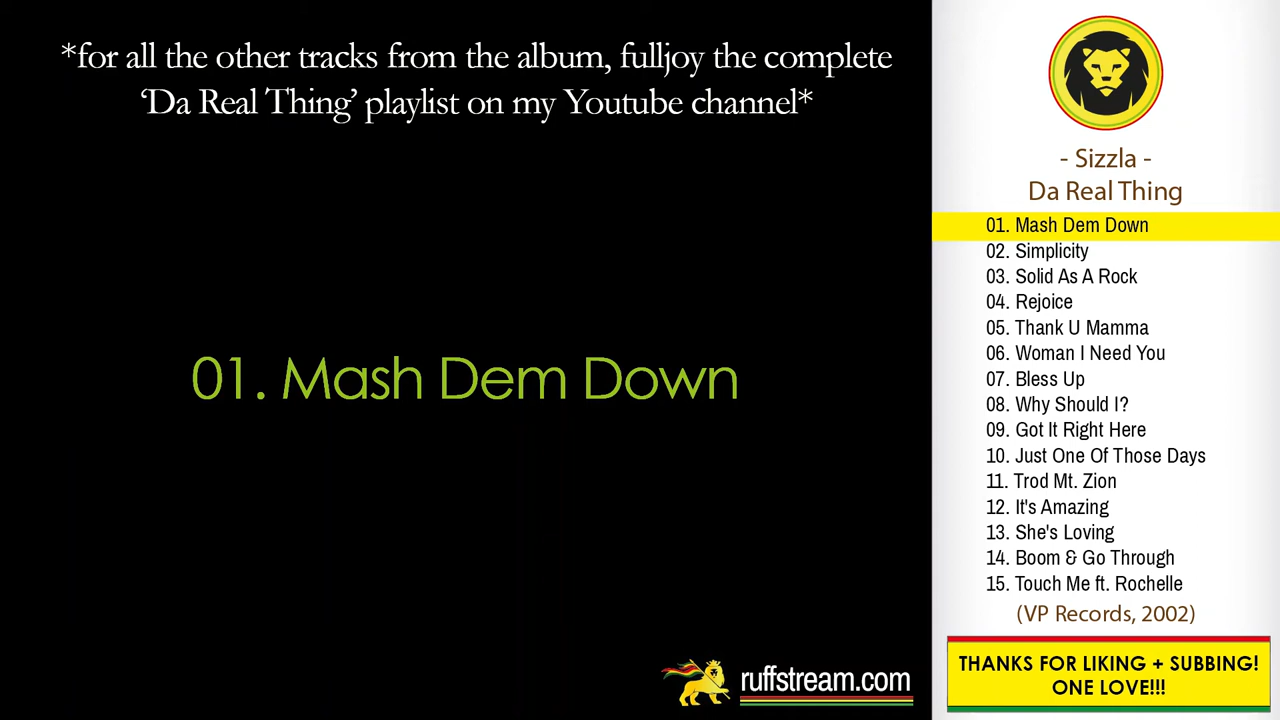 *for all the other tracks from the album, fulljoy the complete
‘Da Real Thing’ playlist on my Youtube channel*
01. Mash Dem Down
ruffstream.com
- Sizzla -
Da Real Thing
01. Mash Dem Down
02. Simplicity
03. Solid As A Rock
04. Rejoice
05. Thank U Mamma
06. Woman I Need You
07. Bless Up
08. Why Should I?
09. Got It Right Here
10. Just One Of Those Days
11. Trod Mt. Zion
12. It's Amazing
13. She's Loving
14. Boom & Go Through
15. Touch Me ft. Rochelle
(VP Records, 2002)
THANKS FOR LIKING + SUBBING!
ONE LOVE!!!